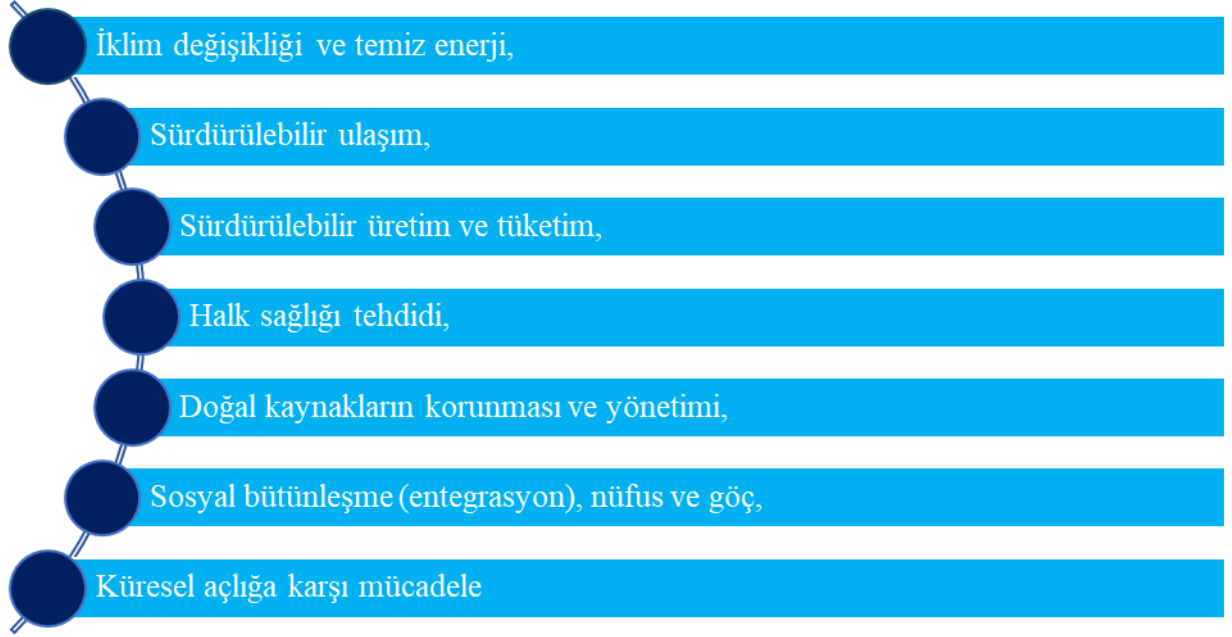 İklim değişikliği ve temiz enerji,
Sürdürülebilir ulaşım,
Sürdürülebilir üretim ve tüketim,
Halk sağlığı tehdidi,
Doğal kaynakların korunması ve yönetimi,
Sosyal bütünleşme (entegrasyon), nüfus ve göç,
Küresel açlığa karşı mücadele